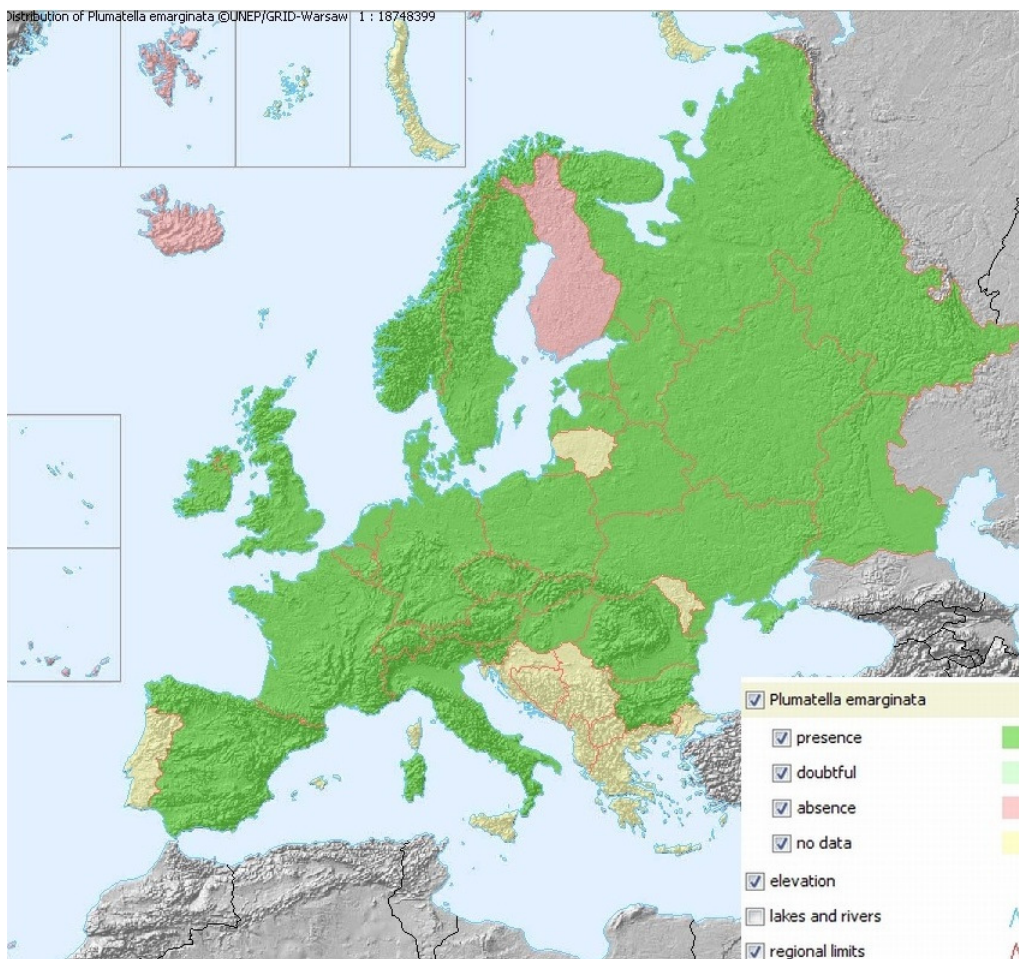 Distribution of Plumatella emarginata ©UNEP/GRID-Warsaw 1 : 18748399
Plumatella emarginata
presence
doubtful
absence
no data
elevation
lakes and rivers
regional limits